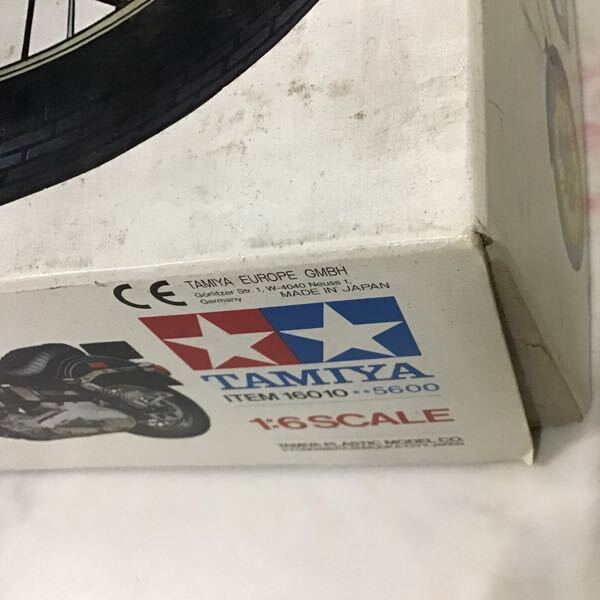 CE TAMIYA EUROPE GMBH
Görlitzer Str. 1, W-4040 Neuss 1,
Germany MADE IN JAPAN
TAMIYA
ITEM 16010 **5600
1:6 SCALE
TAMIYA PLASTIC MODEL CO.